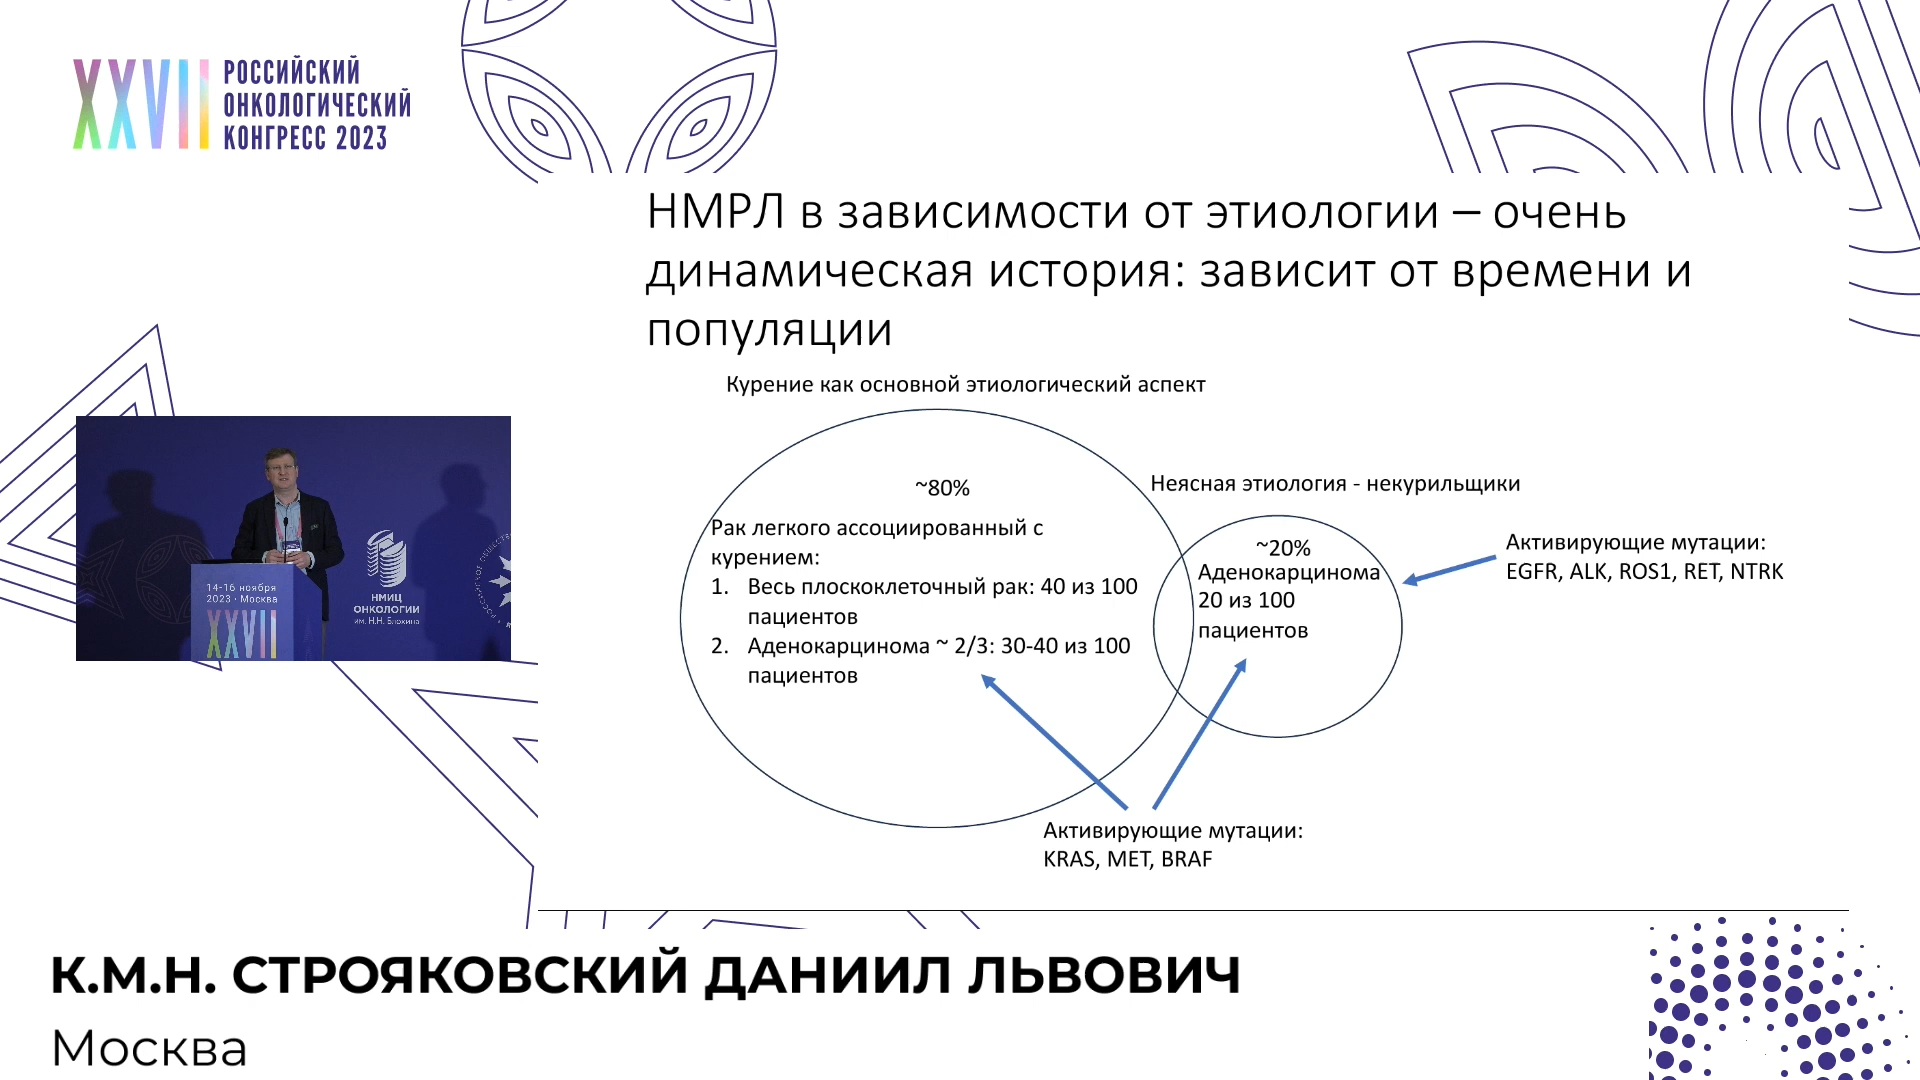 XXVII
РОССИЙСКИЙ
ОНКОЛОГИЧЕСКИЙ
КОНГРЕСС 2023
НМРЛ в зависимости от этиологии – очень
динамическая история: зависит от времени и
популяции
Курение как основной этиологический аспект
~80%
Рак легкого ассоциированный с
курением:
1. Весь плоскоклеточный рак: 40 из 100
пациентов
2. Аденокарцинома ~ 2/3: 30-40 из 100
пациентов
Неясная этиология - некурильщики
~20%
Аденокарцинома
20 из 100
пациентов
Активирующие мутации:
EGFR, ALK, ROS1, RET, NTRK
Активирующие мутации:
KRAS, MET, BRAF
14-16 ноября
2023 · Москва
XXVII
НМИЦ
ОНКОЛОГИИ
им. Н.Н. Блохина
К.М.Н. СТРОЯКОВСКИЙ ДАНИИЛ ЛЬВОВИЧ
Москва